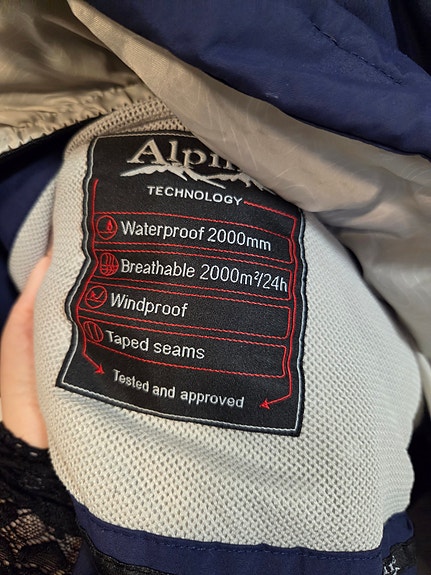 TECHNOLOGY
Waterproof 2000mm
Breathable 2000m²/24h
Windproof
Taped seams
Tested and approved